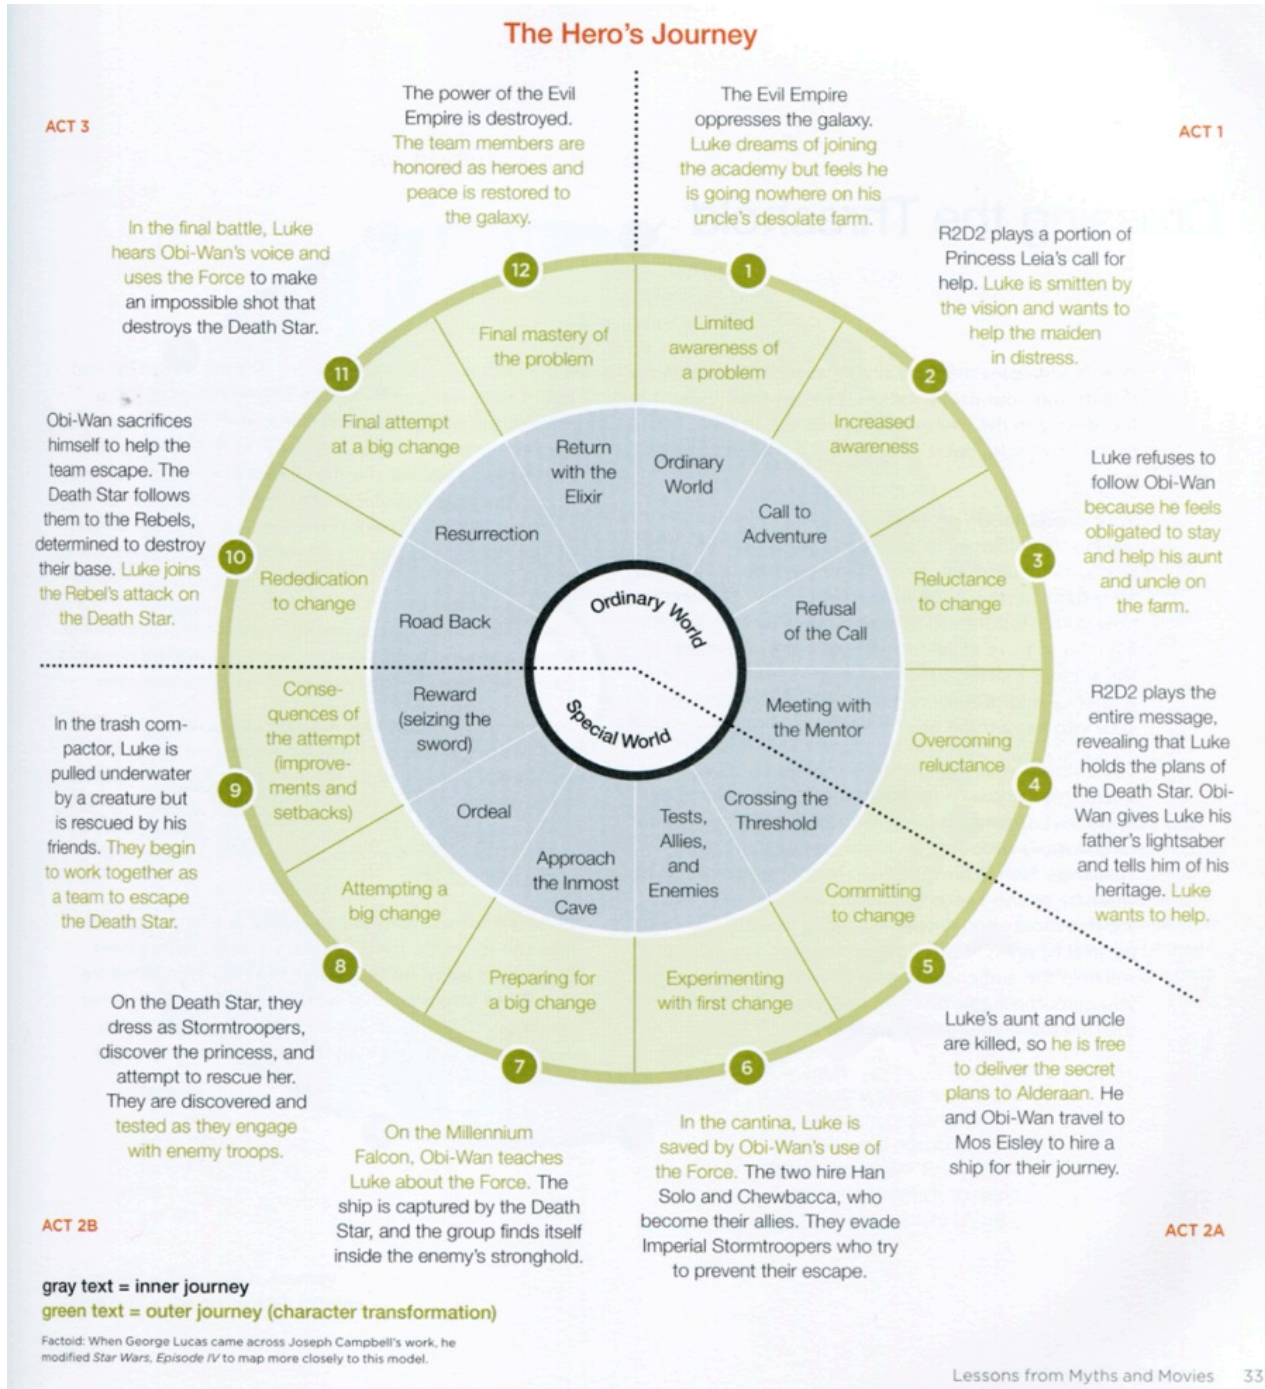 The Hero's Journey
ACT 3
ACT 1
The power of the Evil
Empire is destroyed.
The team members are
honored as heroes and
peace is restored to
the galaxy.
The Evil Empire
oppresses the galaxy.
Luke dreams of joining
the academy but feels he
is going nowhere on his
uncle's desolate farm.
R2D2 plays a portion of
Princess Leia's call for
help. Luke is smitten by
the vision and wants to
help the maiden
in distress.
Luke refuses to
follow Obi-Wan
because he feels
obligated to stay
and help his aunt
and uncle on
the farm.
R2D2 plays the
entire message,
revealing that Luke
holds the plans of
the Death Star. Obi-
Wan gives Luke his
father's lightsaber
and tells him of his
heritage. Luke
wants to help.
Luke's aunt and uncle
are killed, so he is free
to deliver the secret
plans to Alderaan. He
and Obi-Wan travel to
Mos Eisley to hire a
ship for their journey.
In the cantina, Luke is
saved by Obi-Wan's use of
the Force. The two hire Han
Solo and Chewbacca, who
become their allies. They evade
Imperial Stormtroopers who try
to prevent their escape.
On the Millennium
Falcon, Obi-Wan teaches
Luke about the Force. The
ship is captured by the Death
Star, and the group finds itself
inside the enemy's stronghold.
On the Death Star, they
dress as Stormtroopers,
discover the princess, and
attempt to rescue her.
They are discovered and
tested as they engage
with enemy troops.
In the trash com-
pactor, Luke is
pulled underwater
by a creature but
is rescued by his
friends. They begin
to work together as
a team to escape
the Death Star.
Obi-Wan sacrifices
himself to help the
team escape. The
Death Star follows
them to the Rebels,
determined to destroy
their base. Luke joins
the Rebel's attack on
the Death Star.
In the final battle, Luke
hears Obi-Wan's voice and
uses the Force to make
an impossible shot that
destroys the Death Star.
1
2
3
4
5
6
7
8
9
10
11
12
Limited
awareness of
a problem
Increased
awareness
Reluctance
to change
Overcoming
reluctance
Committing
to change
Experimenting
with first change
Preparing for
a big change
Attempting a
big change
Conse-
quences of
the attempt
(improve-
ments and
setbacks)
Rededication
to change
Final attempt
at a big change
Final mastery of
the problem
Ordinary
World
Call to
Adventure
Refusal
of the Call
Meeting with
the Mentor
Crossing the
Threshold
Tests,
Allies,
and
Enemies
Approach
the Inmost
Cave
Ordeal
Reward
(seizing the
sword)
Road Back
Resurrection
Return
with the
Elixir
Ordinary World
Special World
ACT 2B
ACT 2A
gray text = inner journey
green text = outer journey (character transformation)
Factoid: When George Lucas came across Joseph Campbell's work, he
modified Star Wars, Episode IV to map more closely to this model.
Lessons from Myths and Movies 33